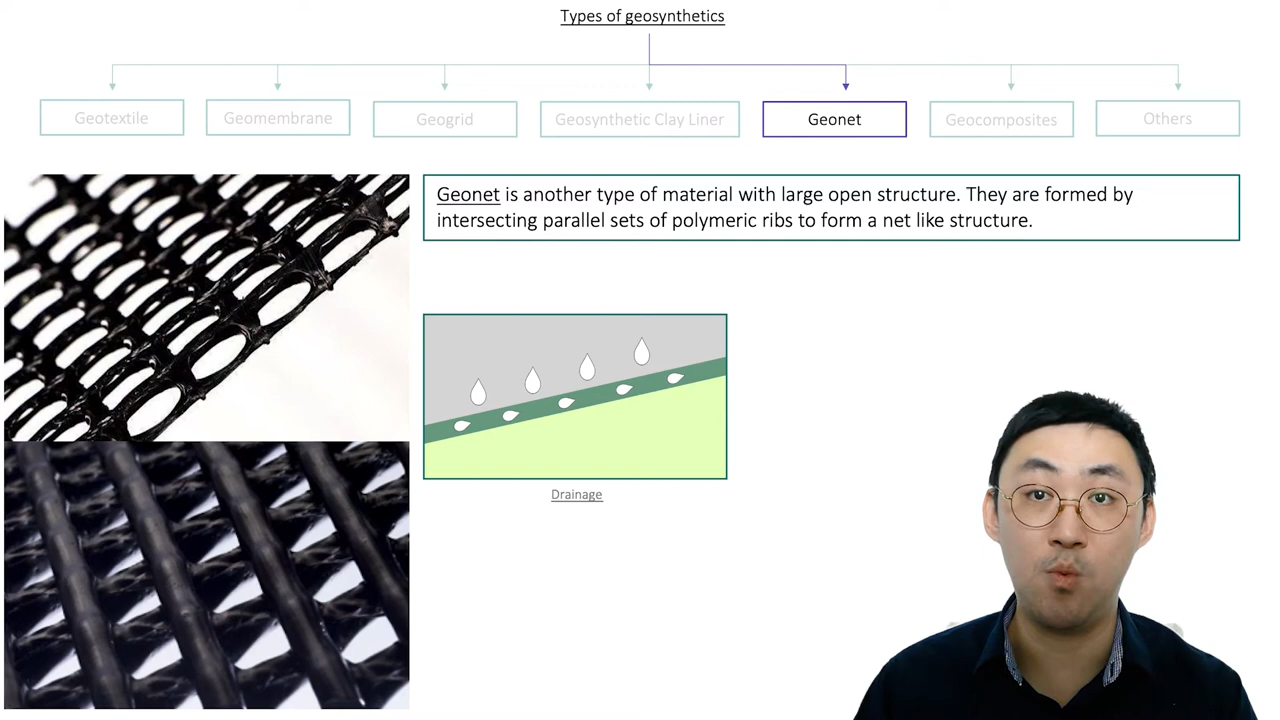 Types of geosynthetics
Geotextile
Geomembrane
Geogrid
Geosynthetic Clay Liner
Geonet
Geocomposites
Others
Geonet is another type of material with large open structure. They are formed by
intersecting parallel sets of polymeric ribs to form a net like structure.
Drainage